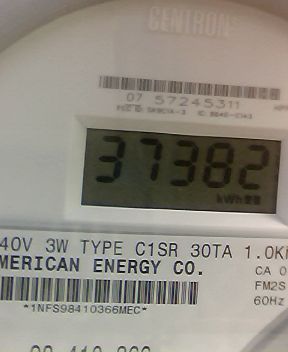 CENTRON
07 57245311
37382
kWh
40V 3W TYPE C1SR 30TA 1.0K
MERICAN ENERGY CO.
CA 0
FM2S
60Hz
*1NFS98410366MEC*